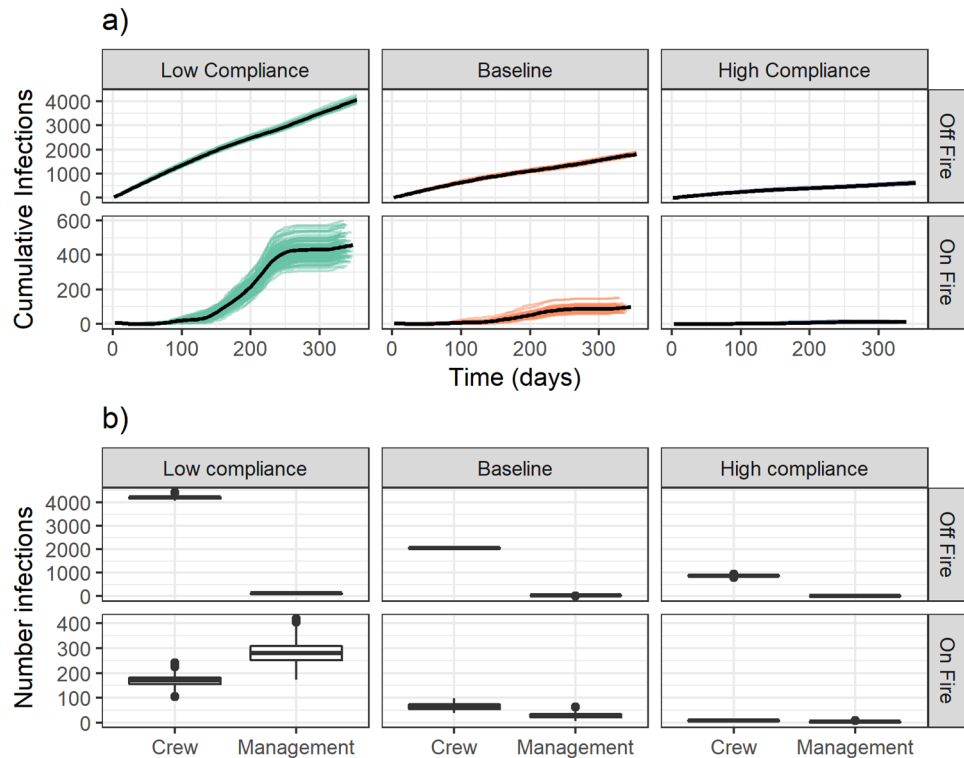 a)
Low Compliance Baseline High Compliance
Cumulative Infections
4000
3000
2000
1000
0
Off Fire
600
400
200
0
On Fire
0 100 200 300 0 100 200 300 0 100 200 300
Time (days)
b)
Low compliance Baseline High compliance
Number infections
4000
3000
2000
1000
0
Off Fire
400
300
200
100
0
On Fire
Crew Management Crew Management Crew Management